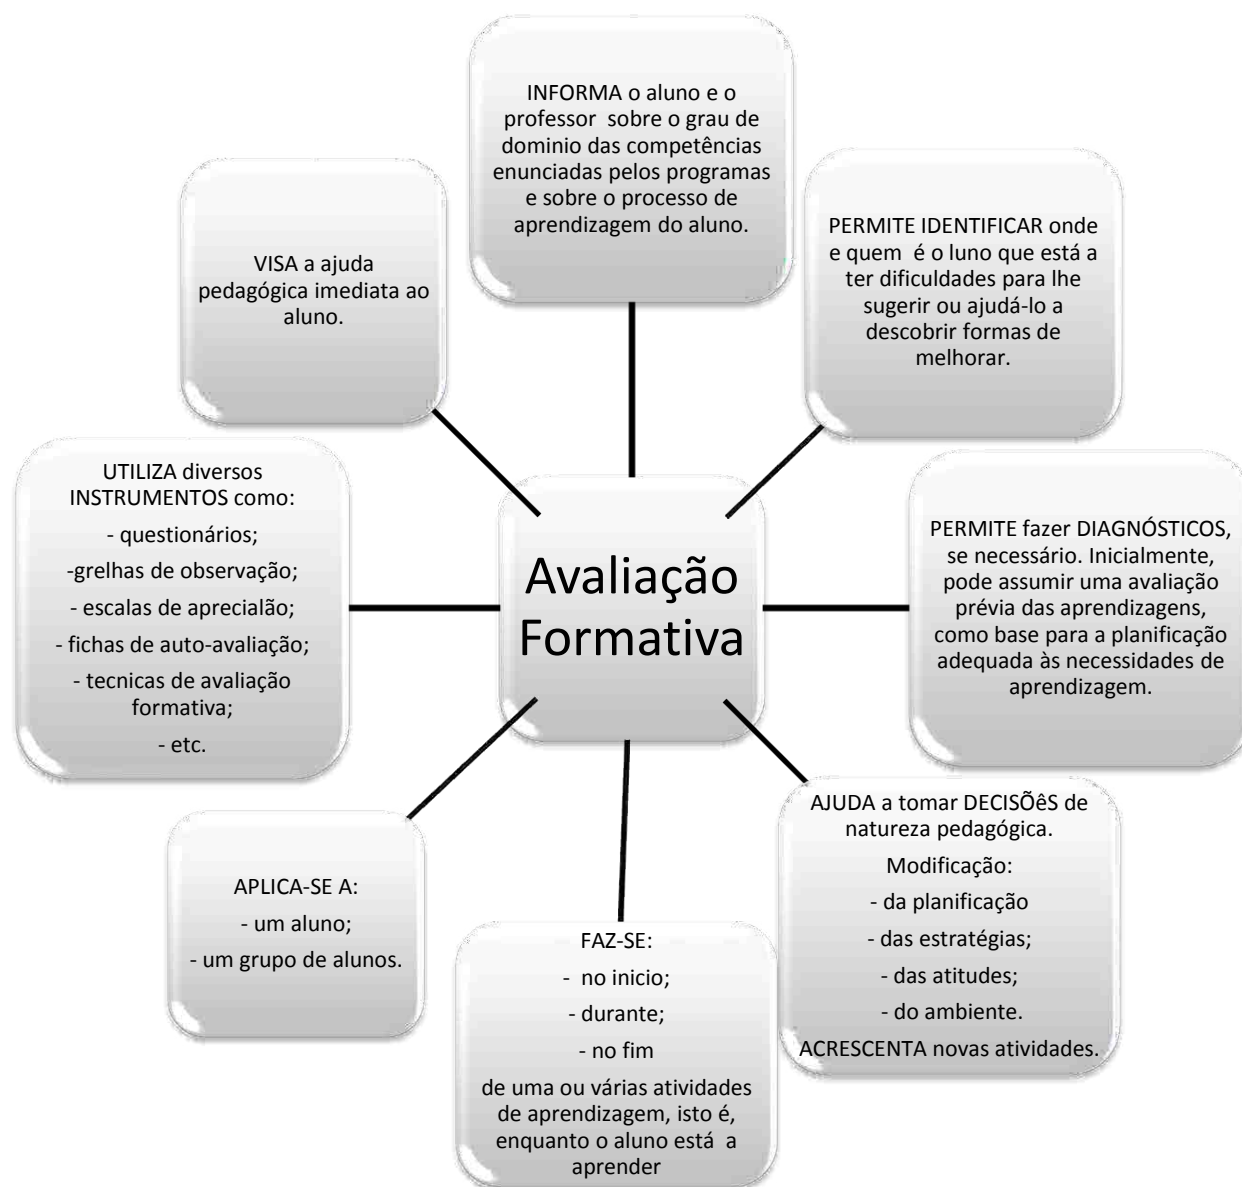 INFORMA o aluno e o
professor sobre o grau de
dominio das competências
enunciadas pelos programas
e sobre o processo de
aprendizagem do aluno.
PERMITE IDENTIFICAR onde
e quem é o luno que está a
ter dificuldades para lhe
sugerir ou ajudá-lo a
descobrir formas de
melhorar.
PERMITE fazer DIAGNÓSTICOS,
se necessário. Inicialmente,
pode assumir uma avaliação
prévia das aprendizagens,
como base para a planificação
adequada às necessidades de
aprendizagem.
AJUDA a tomar DECISÕêS de
natureza pedagógica.
Modificação:
- da planificação
- das estratégias;
- das atitudes;
- do ambiente.
ACRESCENTA novas atividades.
FAZ-SE:
- no inicio;
- durante;
- no fim
de uma ou várias atividades
de aprendizagem, isto é,
enquanto o aluno está a
aprender
APLICA-SE A:
- um aluno;
- um grupo de alunos.
UTILIZA diversos
INSTRUMENTOS como:
- questionários;
-grelhas de observação;
- escalas de aprecialão;
- fichas de auto-avaliação;
- tecnicas de avaliação
formativa;
- etc.
VISA a ajuda
pedagógica imediata ao
aluno.
Avaliação
Formativa